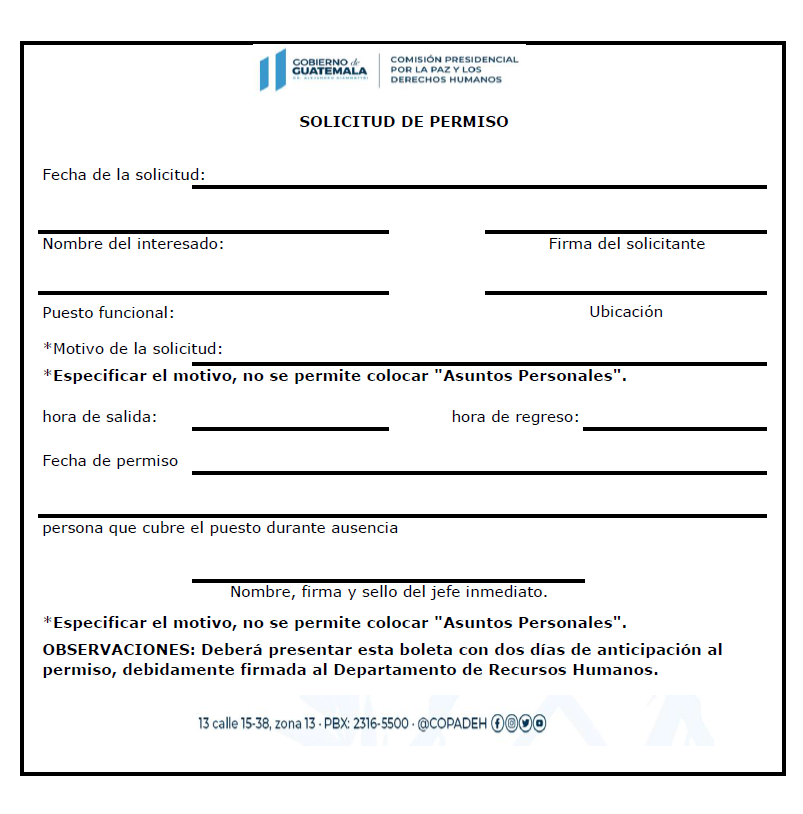 GOBIERNO de
GUATEMALA
DR. ALEJANDRO GIAMMATTEI
COMISIÓN PRESIDENCIAL
POR LA PAZ Y LOS
DERECHOS HUMANOS
SOLICITUD DE PERMISO
Fecha de la solicitud:
Nombre del interesado:
Firma del solicitante
Puesto funcional:
Ubicación
*Motivo de la solicitud:
*Especificar el motivo, no se permite colocar "Asuntos Personales".
hora de salida:
hora de regreso:
Fecha de permiso
persona que cubre el puesto durante ausencia
Nombre, firma y sello del jefe inmediato.
*Especificar el motivo, no se permite colocar "Asuntos Personales".
OBSERVACIONES: Deberá presentar esta boleta con dos días de anticipación al
permiso, debidamente firmada al Departamento de Recursos Humanos.
13 calle 15-38, zona 13 · PBX: 2316-5500 · @COPADEH